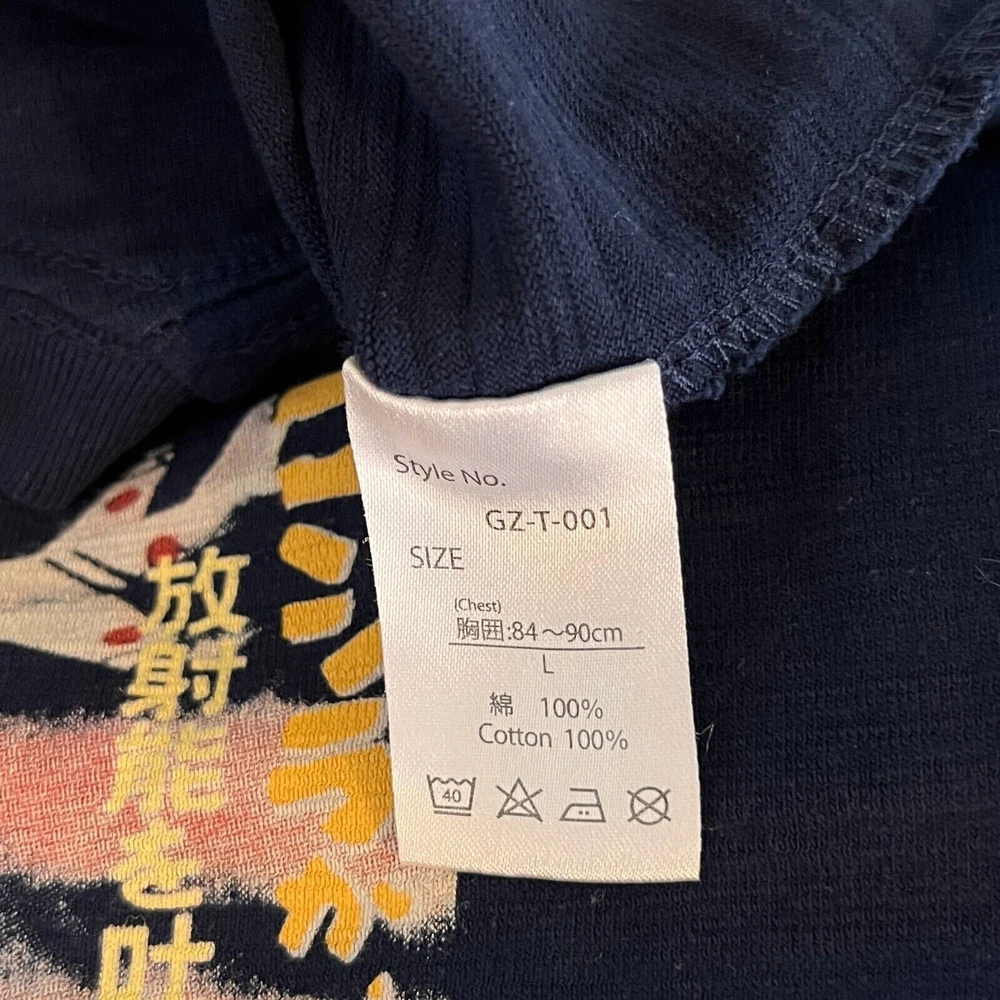 Style No.
GZ-T-001
SIZE
(Chest)
胸囲:84～90cm
L
綿 100%
Cotton 100%
40
放射能を吐